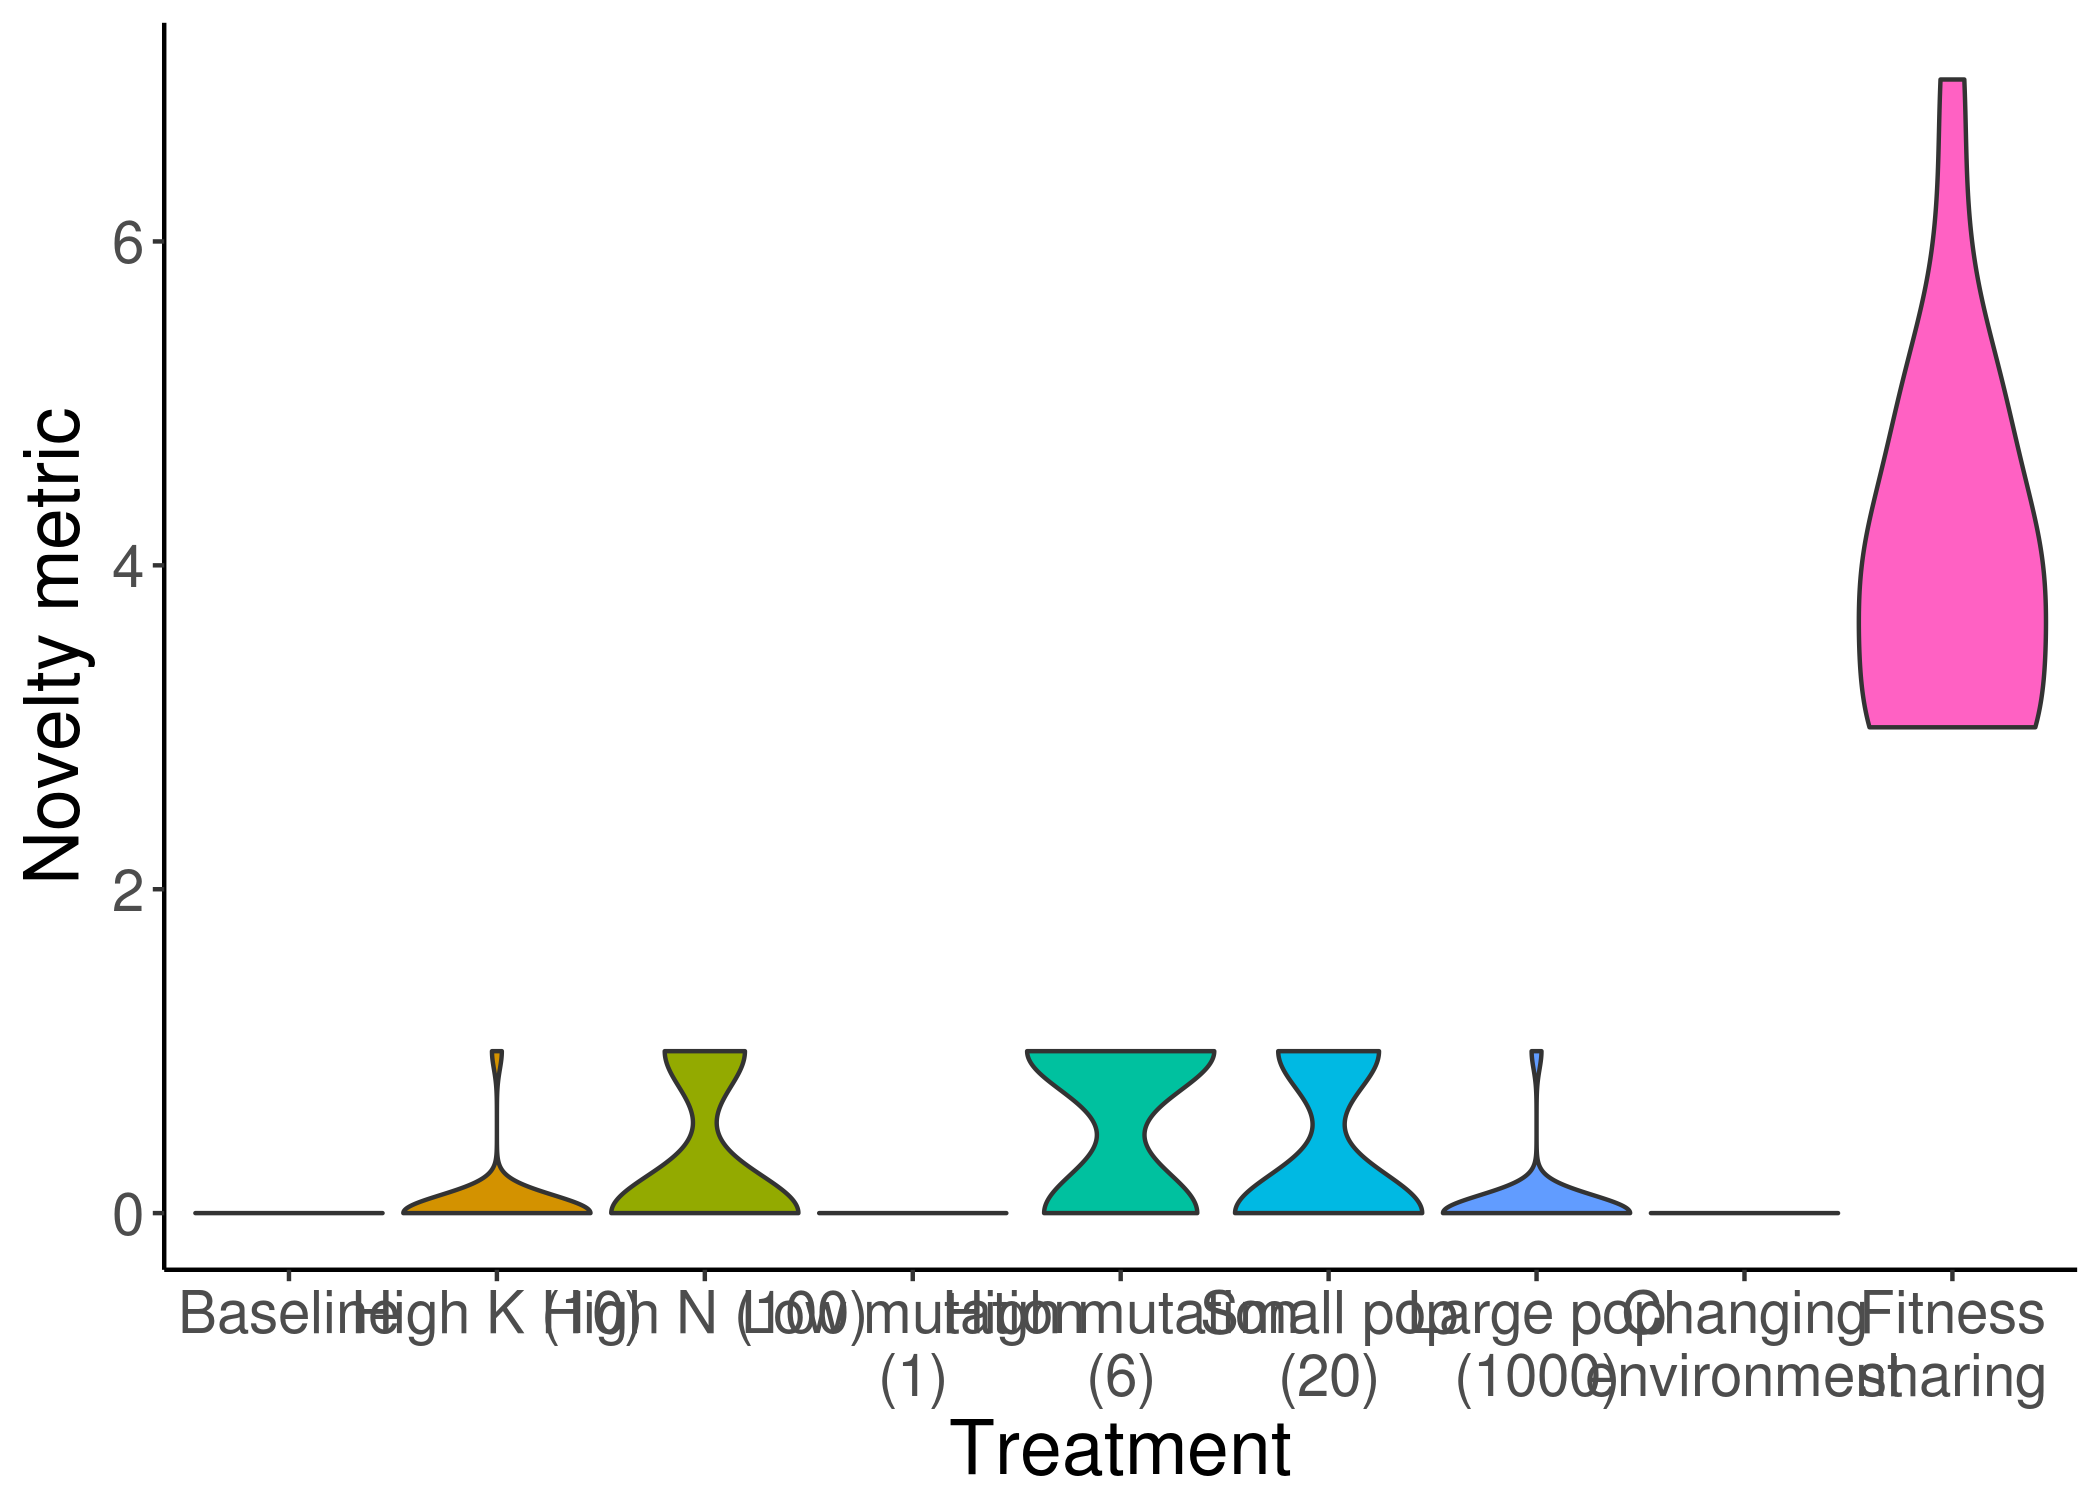 Novelty metric
6
4
2
0
Baseline
High K (10)
High N (100)
Low mutation
(1)
High mutation
(6)
Small pop
(20)
Large pop
(1000)
Changing
environment
Fitness
sharing
Treatment